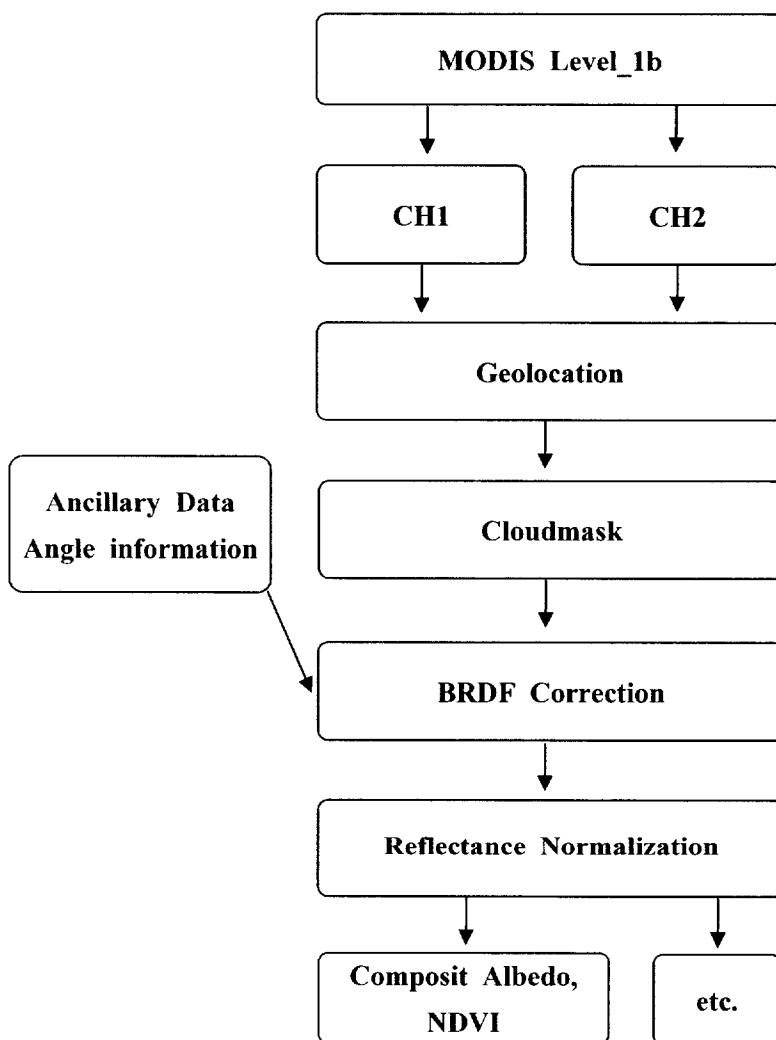 MODIS Level_1b
CH1
CH2
Geolocation
Ancillary Data
Angle information
Cloudmask
BRDF Correction
Reflectance Normalization
Composit Albedo,
NDVI
etc.